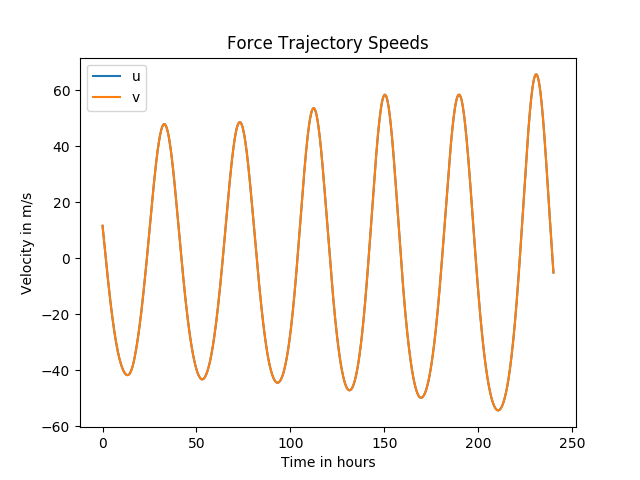 Force Trajectory Speeds
u
v
60
40
20
0
−20
−40
−60
Velocity in m/s
0 50 100 150 200 250
Time in hours